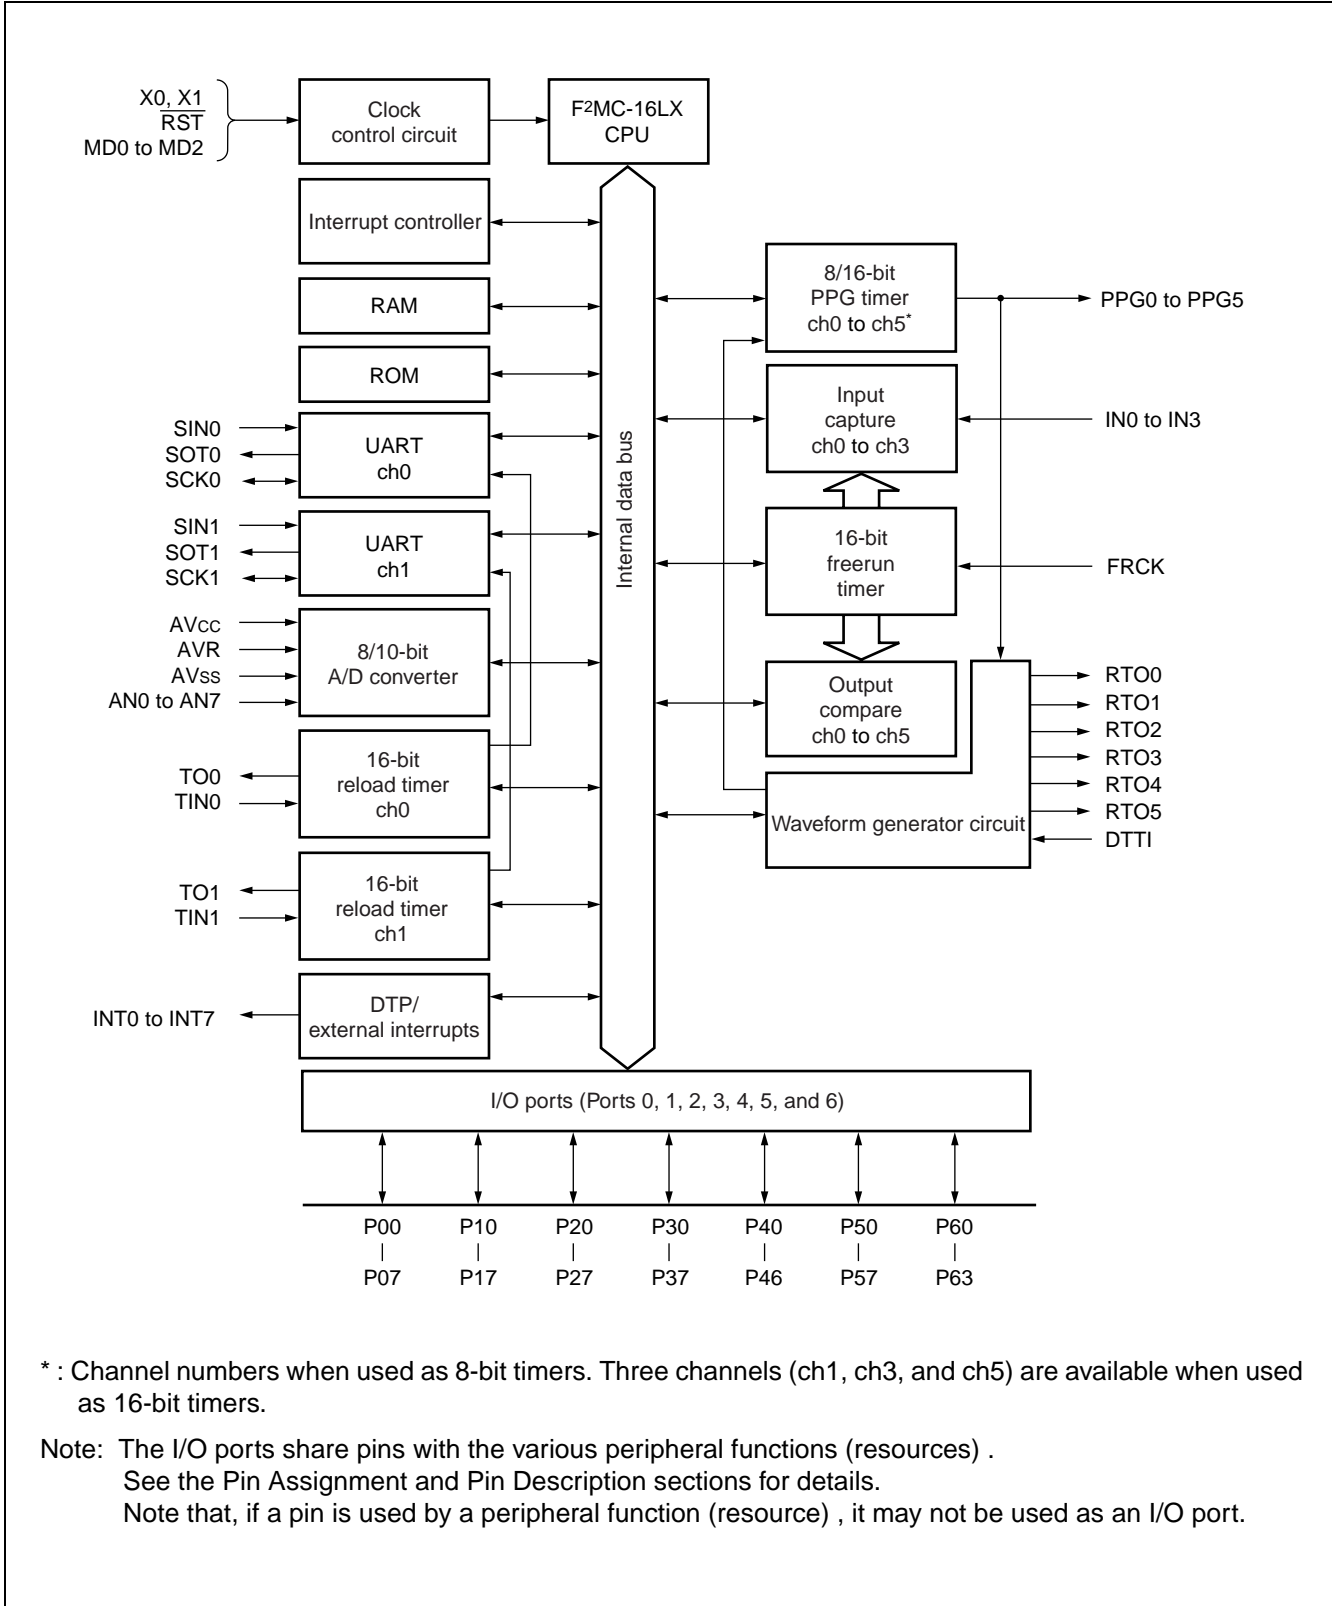 X0, X1
RST
MD0 to MD2
Clock
control circuit
F2MC-16LX
CPU
Interrupt controller
RAM
ROM
SIN0
SOT0
SCK0
UART
ch0
SIN1
SOT1
SCK1
UART
ch1
AVCC
AVR
AVSS
AN0 to AN7
8/10-bit
A/D converter
TO0
TIN0
16-bit
reload timer
ch0
TO1
TIN1
16-bit
reload timer
ch1
INT0 to INT7
DTP/
external interrupts
Internal data bus
8/16-bit
PPG timer
ch0 to ch5*
PPG0 to PPG5
Input
capture
ch0 to ch3
IN0 to IN3
16-bit
freerun
timer
FRCK
Output
compare
ch0 to ch5
Waveform generator circuit
RTO0
RTO1
RTO2
RTO3
RTO4
RTO5
DTTI
I/O ports (Ports 0, 1, 2, 3, 4, 5, and 6)
P00 P10 P20 P30 P40 P50 P60
P07 P17 P27 P37 P46 P57 P63
* : Channel numbers when used as 8-bit timers. Three channels (ch1, ch3, and ch5) are available when used
as 16-bit timers.
Note: The I/O ports share pins with the various peripheral functions (resources) .
See the Pin Assignment and Pin Description sections for details.
Note that, if a pin is used by a peripheral function (resource) , it may not be used as an I/O port.